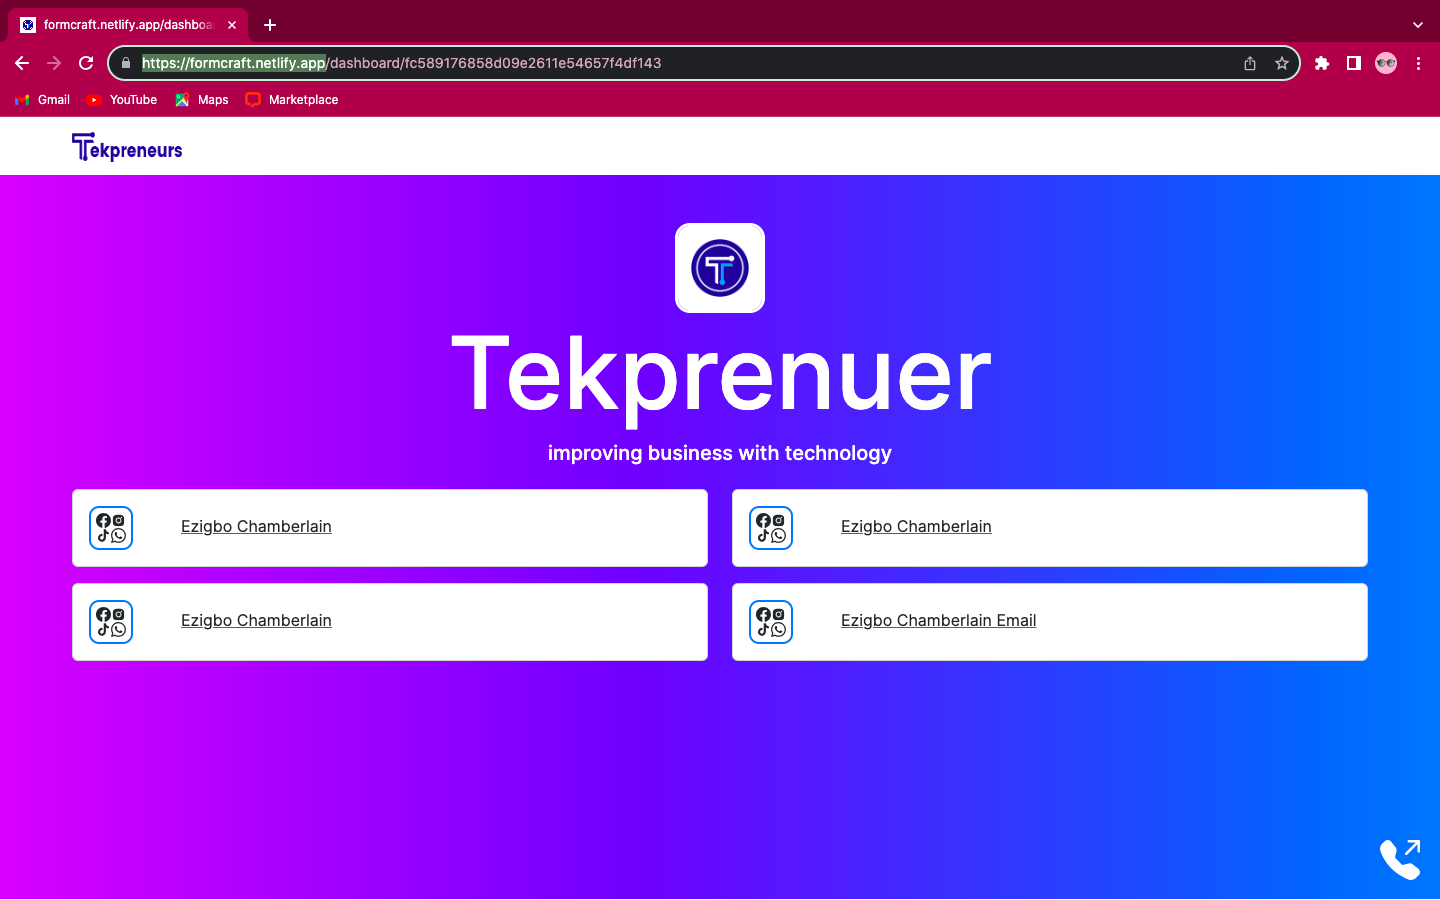 formcraft.netlify.app/dashboa
https://formcraft.netlify.app/dashboard/fc589176858d09e2611e54657f4df143
Gmail YouTube Maps Marketplace
Tekpreneurs
Tekprenuer
improving business with technology
Ezigbo Chamberlain
Ezigbo Chamberlain
Ezigbo Chamberlain
Ezigbo Chamberlain Email